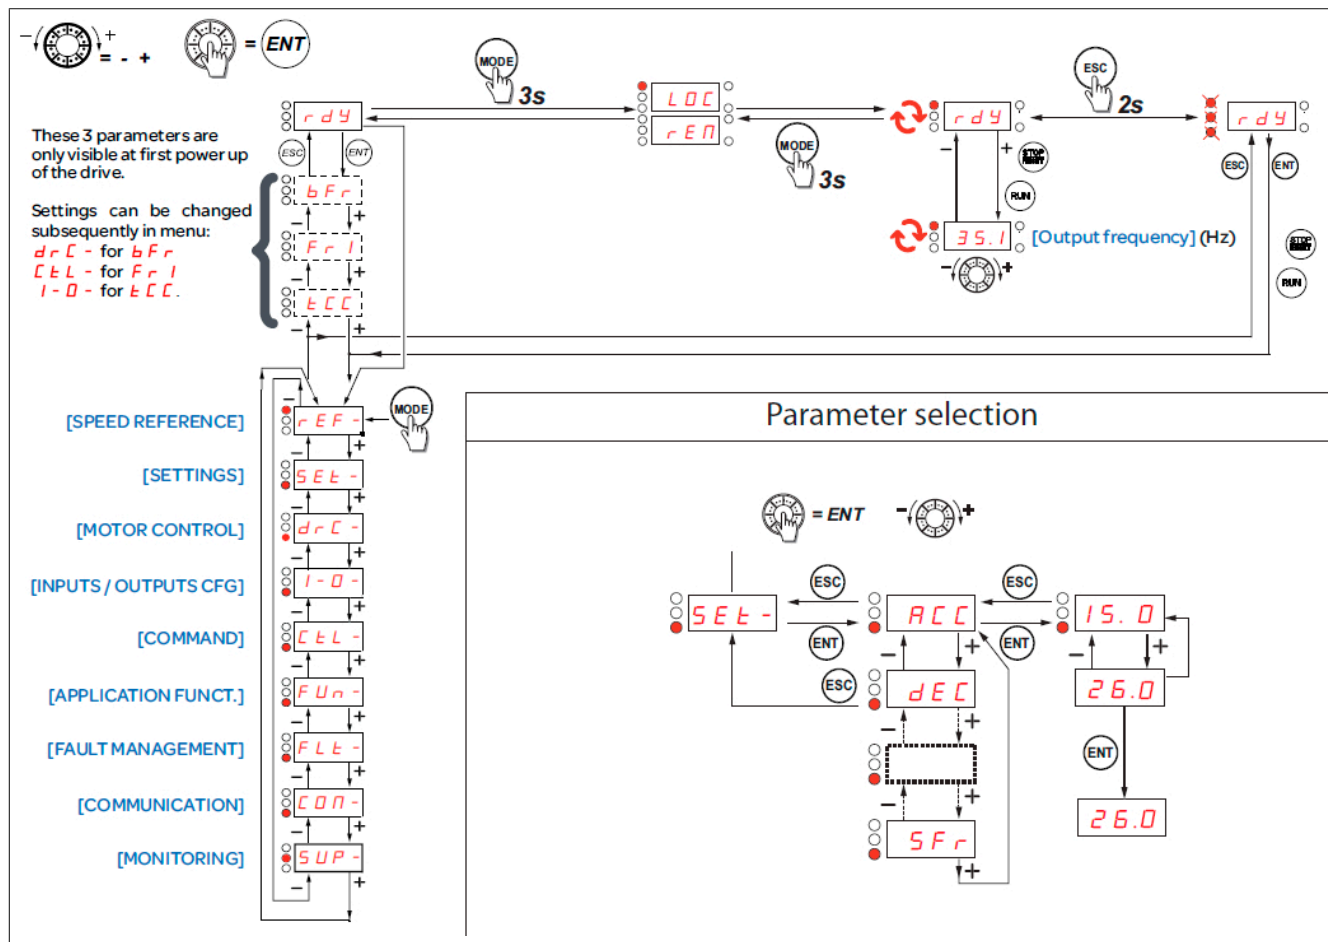 - + = - + = ENT
MODE
3s
ESC
2s
rdY
LOC
rEM
rdY
rdY
MODE
3s
ESC ENT
- + STOP RESET
RUN
ESC ENT
These 3 parameters are
only visible at first power up
of the drive.
Settings can be changed
subsequently in menu:
drC- for bFr
CtL- for Fr1
I-O- for tCC.
bFr
- +
Fr1
- +
tCC
- +
35.1 [Output frequency] (Hz)
- +
STOP RESET
RUN
[SPEED REFERENCE] - rEF- MODE
- +
[SETTINGS] SEt-
- +
[MOTOR CONTROL] drC-
- +
[INPUTS / OUTPUTS CFG] I-O-
- +
[COMMAND] CtL-
- +
[APPLICATION FUNCT.] FUn-
- +
[FAULT MANAGEMENT] FLt-
- +
[COMMUNICATION] COM-
- +
[MONITORING] SUP-
- +
Parameter selection
= ENT - +
ESC ESC
SEt- ACC 15.0
ENT - + ENT - +
ESC dEC 26.0
- +
ENT
- +
SFr 26.0
+